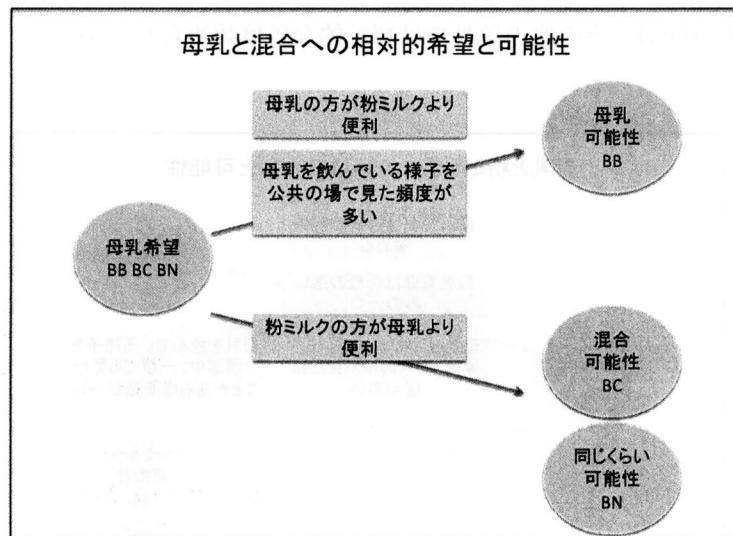 母乳と混合への相対的希望と可能性
母乳の方が粉ミルクより
便利
母乳を飲んでいる様子を
公共の場で見た頻度が
多い
母乳
可能性
BB
母乳希望
BB BC BN
粉ミルクの方が母乳より
便利
混合
可能性
BC
同じくらい
可能性
BN